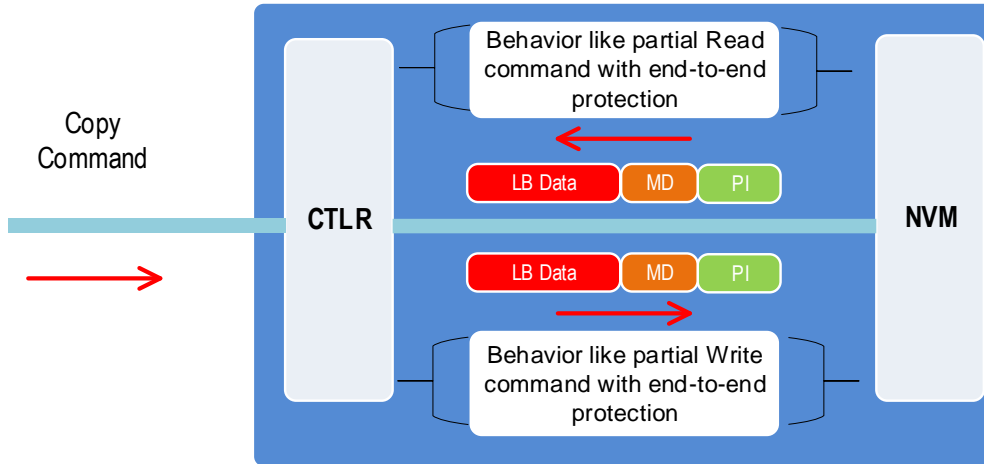 Behavior like partial Read
command with end-to-end
protection
Copy
Command
LB Data MD PI
CTLR
NVM
LB Data MD PI
Behavior like partial Write
command with end-to-end
protection